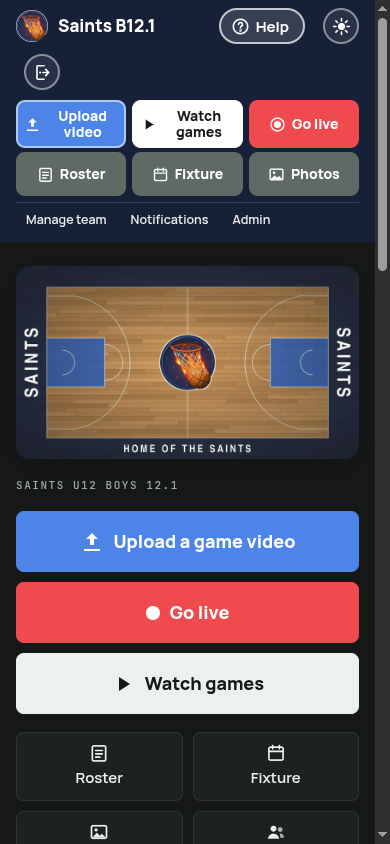 Saints B12.1
Help
Upload video
Watch games
Go live
Roster
Fixture
Photos
Manage team
Notifications
Admin
SAINTS
SAINTS
HOME OF THE SAINTS
SAINTS U12 BOYS 12.1
Upload a game video
Go live
Watch games
Roster
Fixture